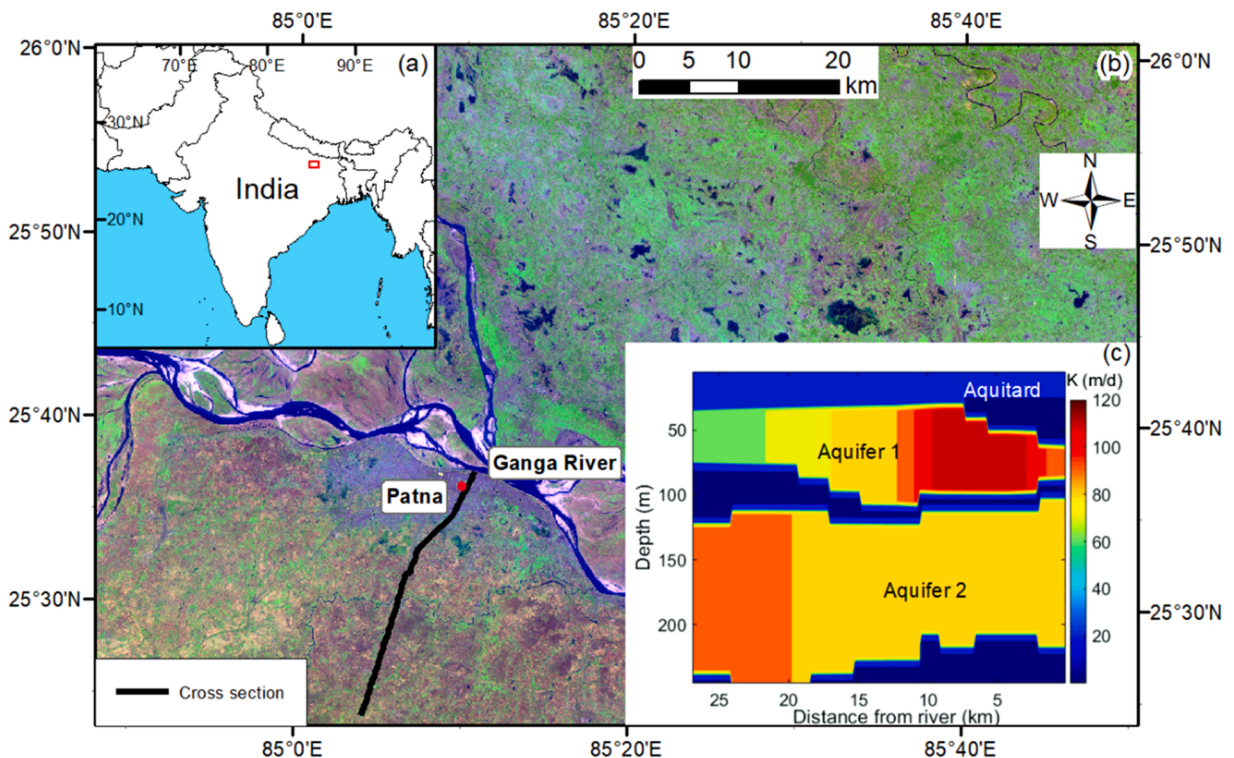 85°0'E 85°20'E 85°40'E
26°0'N
26°0'N
70°E 80°E 90°E
(a)
30°N
India
20°N
10°N
0 5 10 20
km
(b)
N
W E
S
25°50'N
25°50'N
25°40'N
25°40'N
25°30'N
25°30'N
Ganga River
Patna
Cross section
(c)
Aquitard
K (m/d)
Aquifer 1
Aquifer 2
120
100
80
60
40
20
Depth (m)
50
100
150
200
25 20 15 10 5
Distance from river (km)
85°0'E 85°20'E 85°40'E